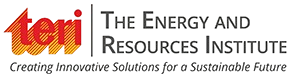 teri
THE ENERGY AND
RESOURCES INSTITUTE
Creating Innovative Solutions for a Sustainable Future